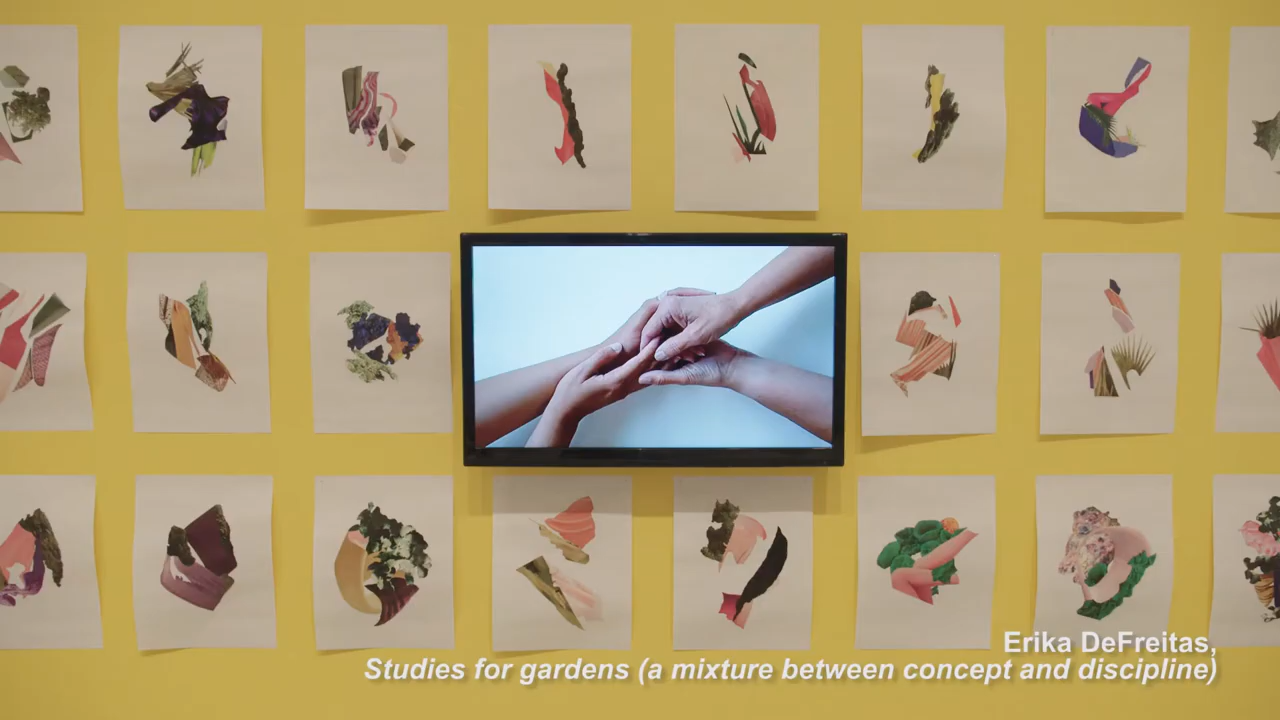 Erika DeFreitas,
Studies for gardens (a mixture between concept and discipline)